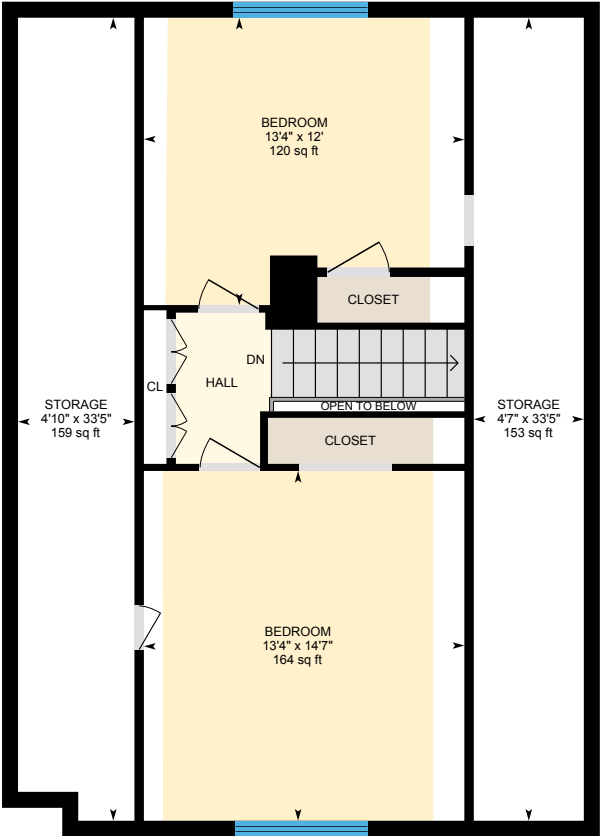 BEDROOM
13'4" x 12'
120 sq ft
CLOSET
DN
HALL
CL
OPEN TO BELOW
STORAGE
4'10" x 33'5"
159 sq ft
STORAGE
4'7" x 33'5"
153 sq ft
CLOSET
BEDROOM
13'4" x 14'7"
164 sq ft